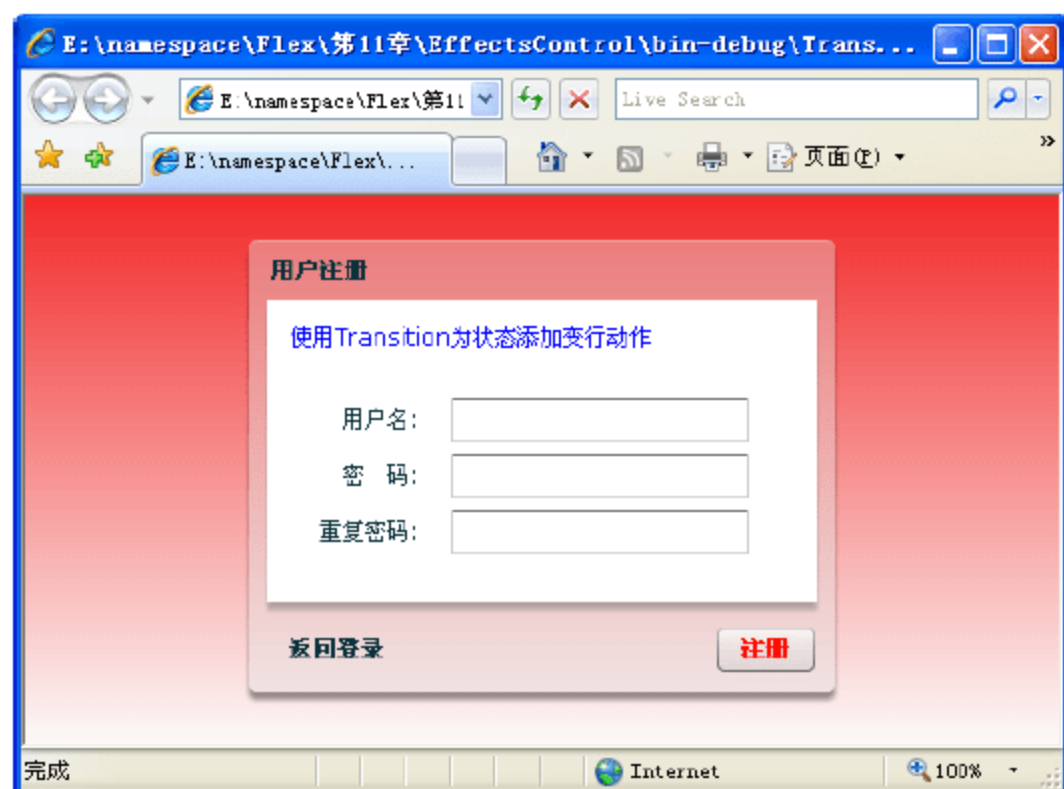 E:\namespace\Flex\第11章\EffectsControl\bin-debug\Trans...
E:\namespace\Flex\第11
Live Search
E:\namespace\Flex\...
页面(P)
»
用户注册
使用Transition为状态添加变行动作
用户名:
密 码:
重复密码:
返回登录
注册
完成
Internet
100%